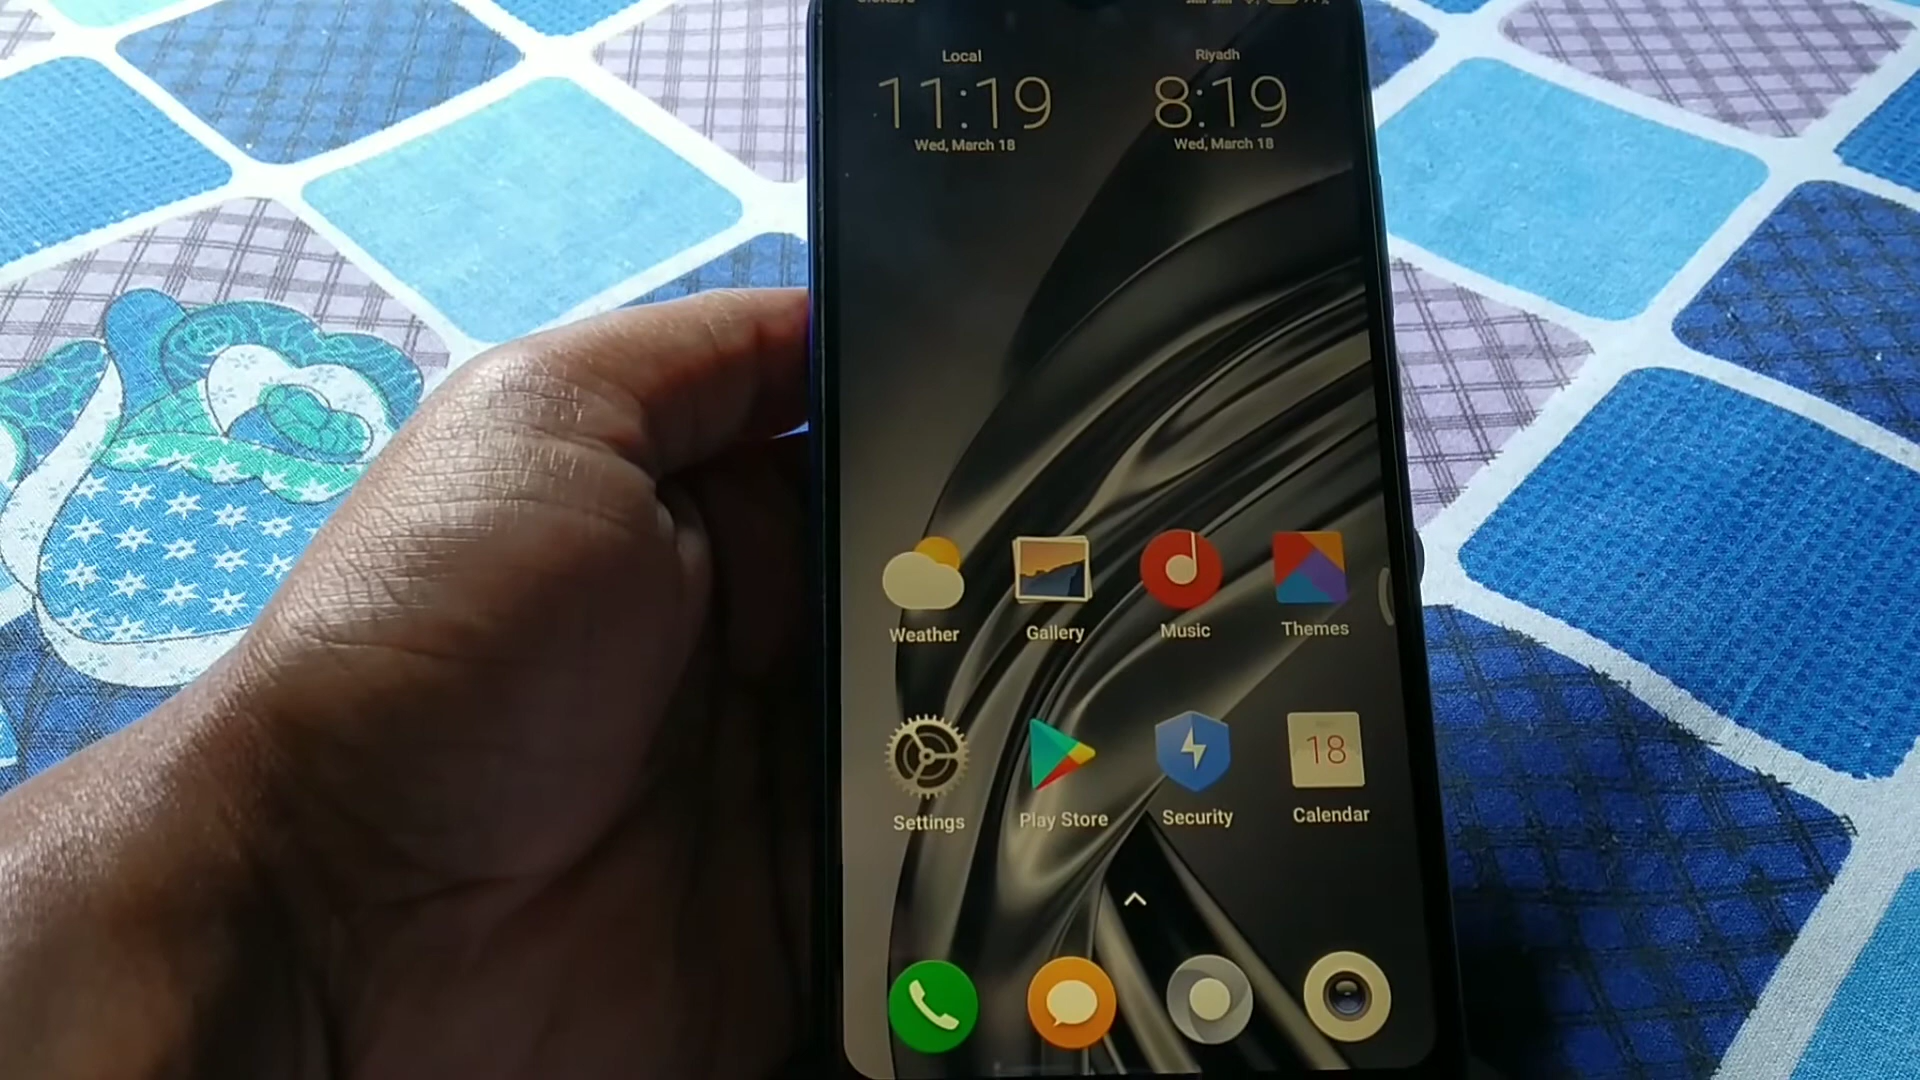 Local
Riyadh
11:19
8:19
Wed, March 18
Wed, March 18
Weather
Gallery
Music
Themes
18
Settings
Play Store
Security
Calendar